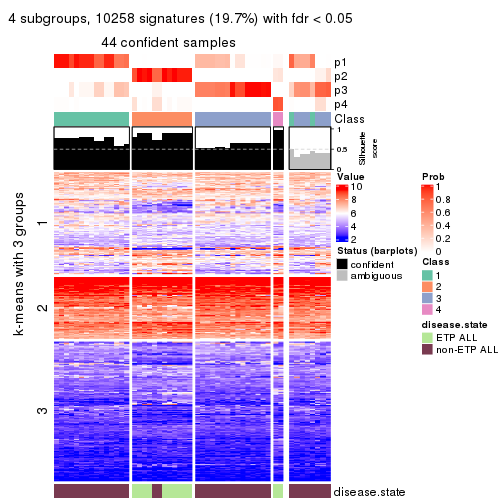 4 subgroups, 10258 signatures (19.7%) with fdr < 0.05
44 confident samples
p1
p2
p3
p4
Class
1
0.5
0
Silhouette
score
k-means with 3 groups
1
2
3
Value
10
8
6
4
2
Status (barplots)
confident
ambiguous
Prob
1
0.8
0.6
0.4
0.2
0
Class
1
2
3
4
disease.state
ETP ALL
non-ETP ALL
disease.state